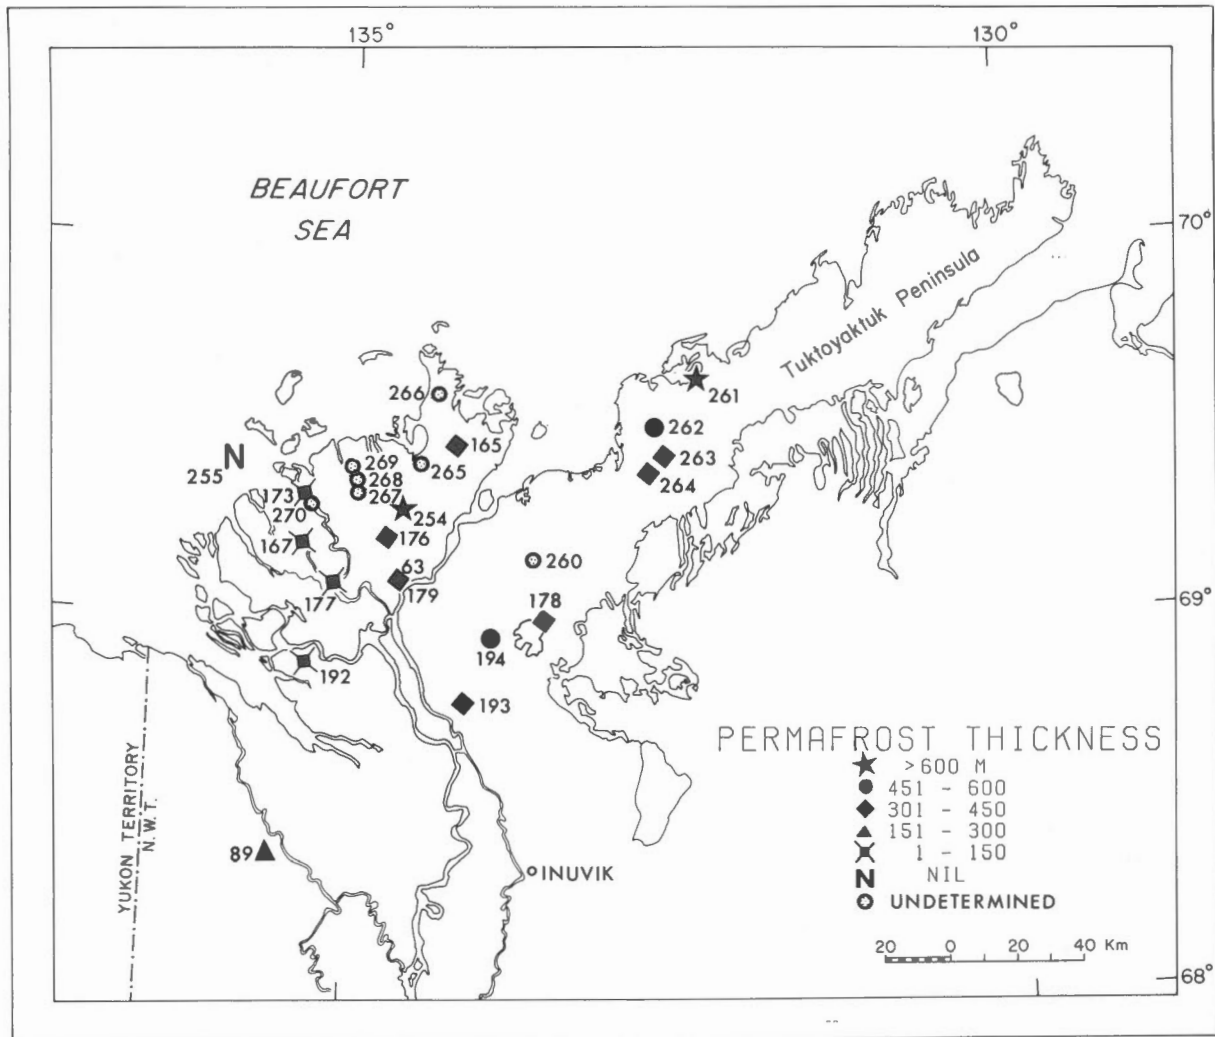 135°
130°
BEAUFORT
SEA
70°
Tuktoyaktuk Peninsula
266
261
262
165
N
255
269
265
263
268
264
173
267
270
254
167
176
260
63
177
179
178
69°
194
192
193
PERMAFROST THICKNESS
>600 M
451 - 600
301 - 450
151 - 300
1 - 150
N NIL
UNDETERMINED
YUKON TERRITORY
N.W.T.
89
INUVIK
20 0 20 40 Km
68°